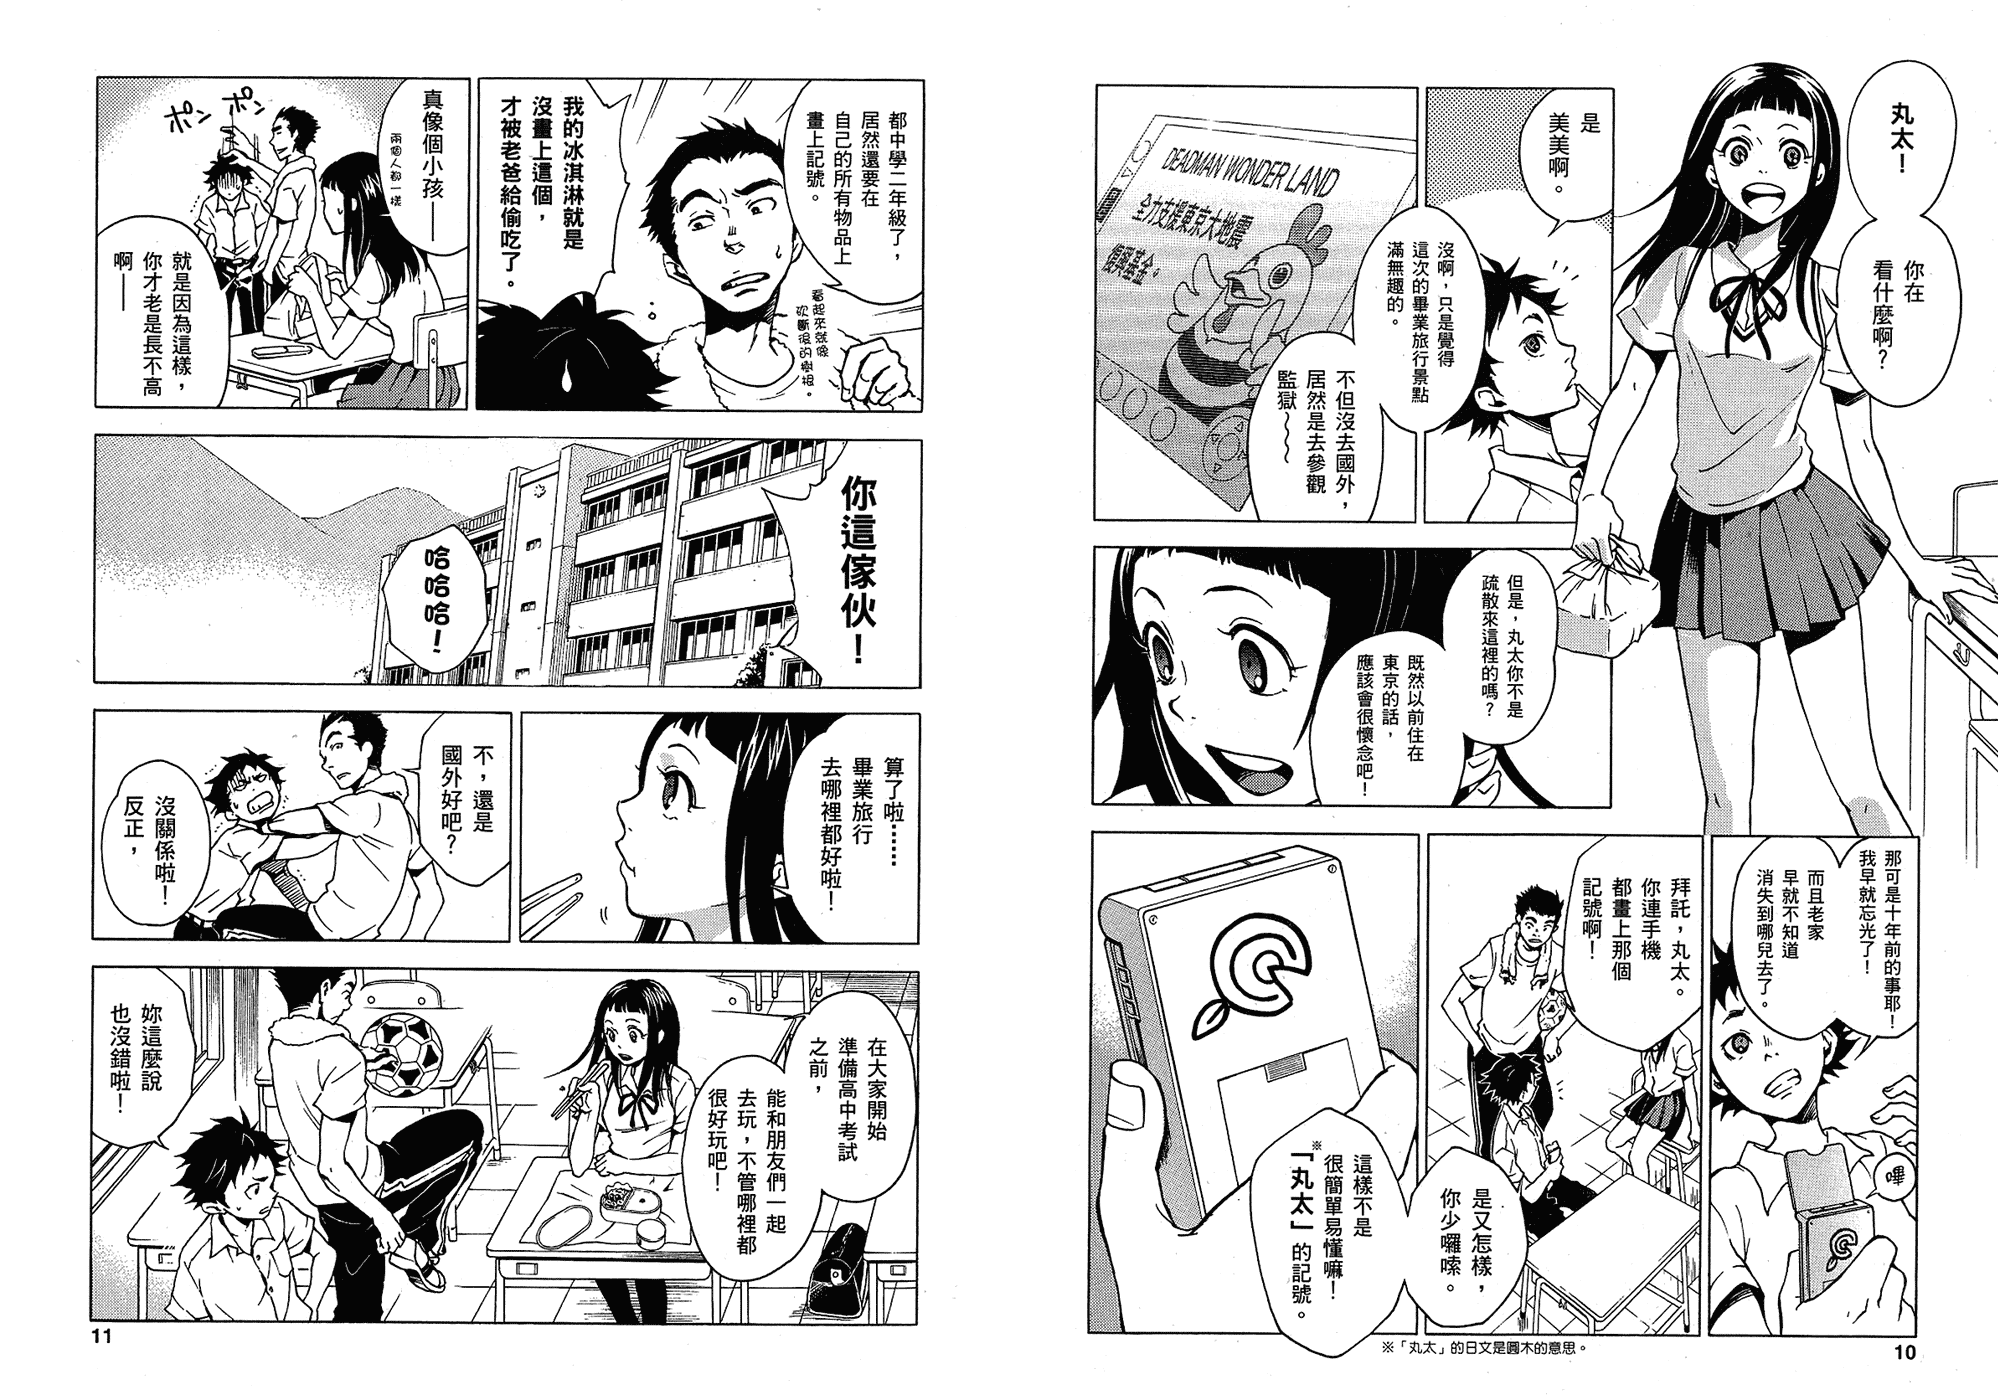 丸太！
你在
看什麼啊？
是
美美啊。
DEADMAN WONDER LAND
全力支援東京大地震
復興基金。
沒啊，只是覺得
這次的畢業旅行景點
滿無趣的。
不但沒去國外，
居然是去參觀
監獄～～
但是，丸太你不是
疏散來這裡的嗎？
既然以前住在
東京的話，
應該會很懷念吧！
那可是十年前的事耶！
我早就忘光了！
而且老家
早就不知道
消失到哪兒去了。
嗶
拜託，丸太。
你連手機
都畫上那個
記號啊！
是又怎樣，
你少囉嗦。
這樣不是
※很簡單易懂嘛！
「丸太」的記號。
※「丸太」的日文是圓木的意思。
10
都中學二年級了，
居然還要在
自己的所有物品上
畫上記號。
看起來就像
砍斷很的樹根。
我的冰淇淋就是
沒畫上這個，
才被老爸給偷吃了。
真像個小孩——
兩個人都一樣
ポン
ポン
就是因為這樣，
你才老是長不高
啊——
你這傢伙！
哈哈哈！
算了啦……
畢業旅行
去哪裡都好啦！
不，還是
國外好吧？
沒關係啦！
反正，
在大家開始
準備高中考試
之前，
能和朋友們一起
去玩，不管哪裡都
很好玩吧！
妳這麼說
也沒錯啦！
11